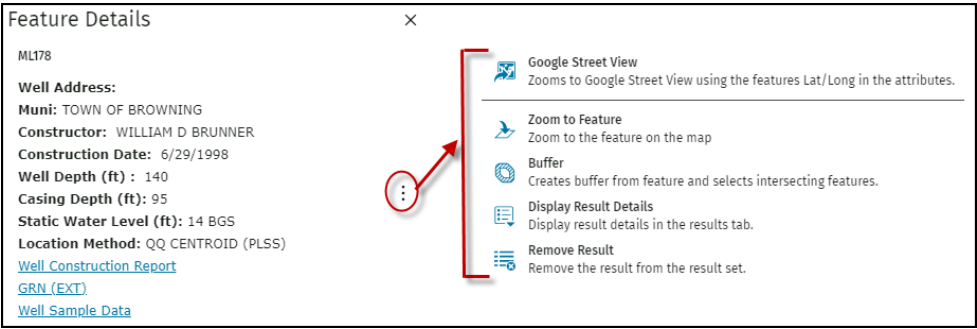 Feature Details
ML178
Well Address:
Muni: TOWN OF BROWNING
Constructor: WILLIAM D BRUNNER
Construction Date: 6/29/1998
Well Depth (ft) : 140
Casing Depth (ft): 95
Static Water Level (ft): 14 BGS
Location Method: QQ CENTROID (PLSS)
Well Construction Report
GRN (EXT)
Well Sample Data
Google Street View
Zooms to Google Street View using the features Lat/Long in the attributes.
Zoom to Feature
Zoom to the feature on the map
Buffer
Creates buffer from feature and selects intersecting features.
Display Result Details
Display result details in the results tab.
Remove Result
Remove the result from the result set.